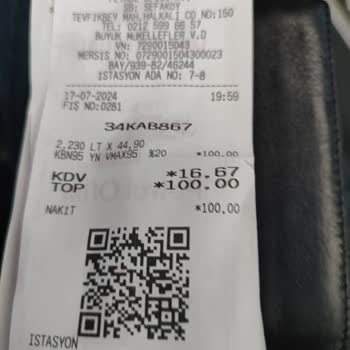 SB: SEFAKÖY
TEVFİKBEY MAH.HALKALI CD NO:150
TEL: 0212 599 66 57
BÜYÜK MÜKELLEFLER V.D
VN: 7290015043
MERSİS NO: 0729001504300023
BAY/939-82/46244
İSTASYON ADA NO: 7-8
17-07-2024 19:59
FİŞ NO:0281
34KAB867
2,230 LT X 44,90
KBN95 YN VMAX95 %20 *100.00
KDV *16.67
TOP *100.00
NAKİT *100.00
İSTASYON